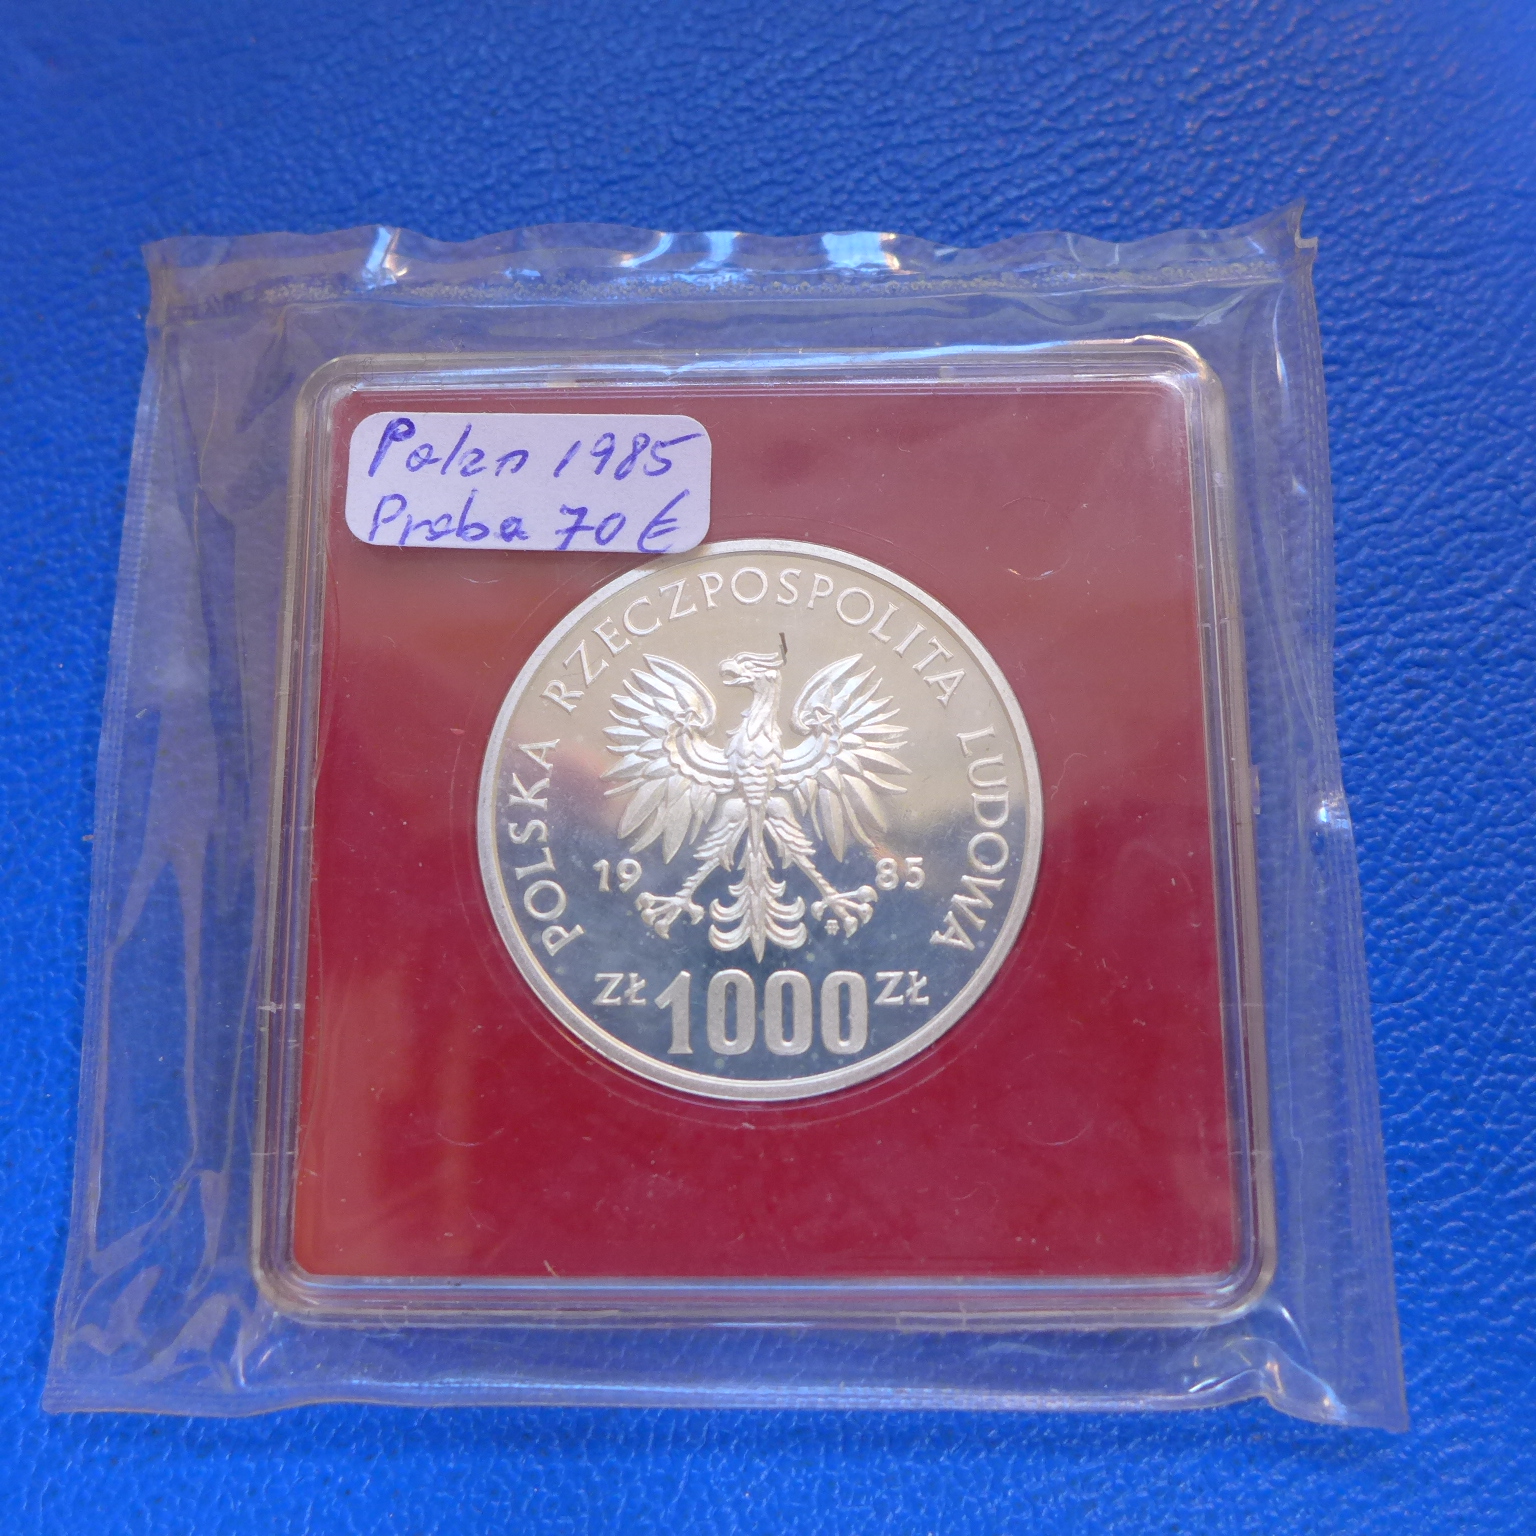 Polen 1985
Proba 70 €
POLSKA RZECZPOSPOLITA LUDOWA
19 85
ZŁ 1000 ZŁ